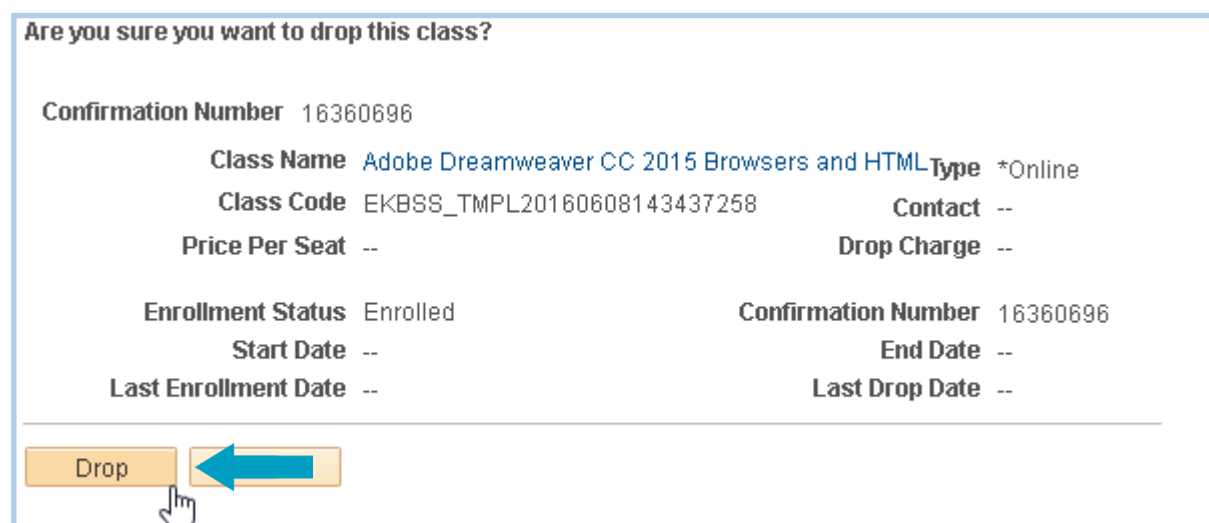 Are you sure you want to drop this class?
Confirmation Number 16360696
Class Name Adobe Dreamweaver CC 2015 Browsers and HTML Type *Online
Class Code EKBSS_TMPL20160608143437258 Contact --
Price Per Seat -- Drop Charge --
Enrollment Status Enrolled Confirmation Number 16360696
Start Date -- End Date --
Last Enrollment Date -- Last Drop Date --
Drop